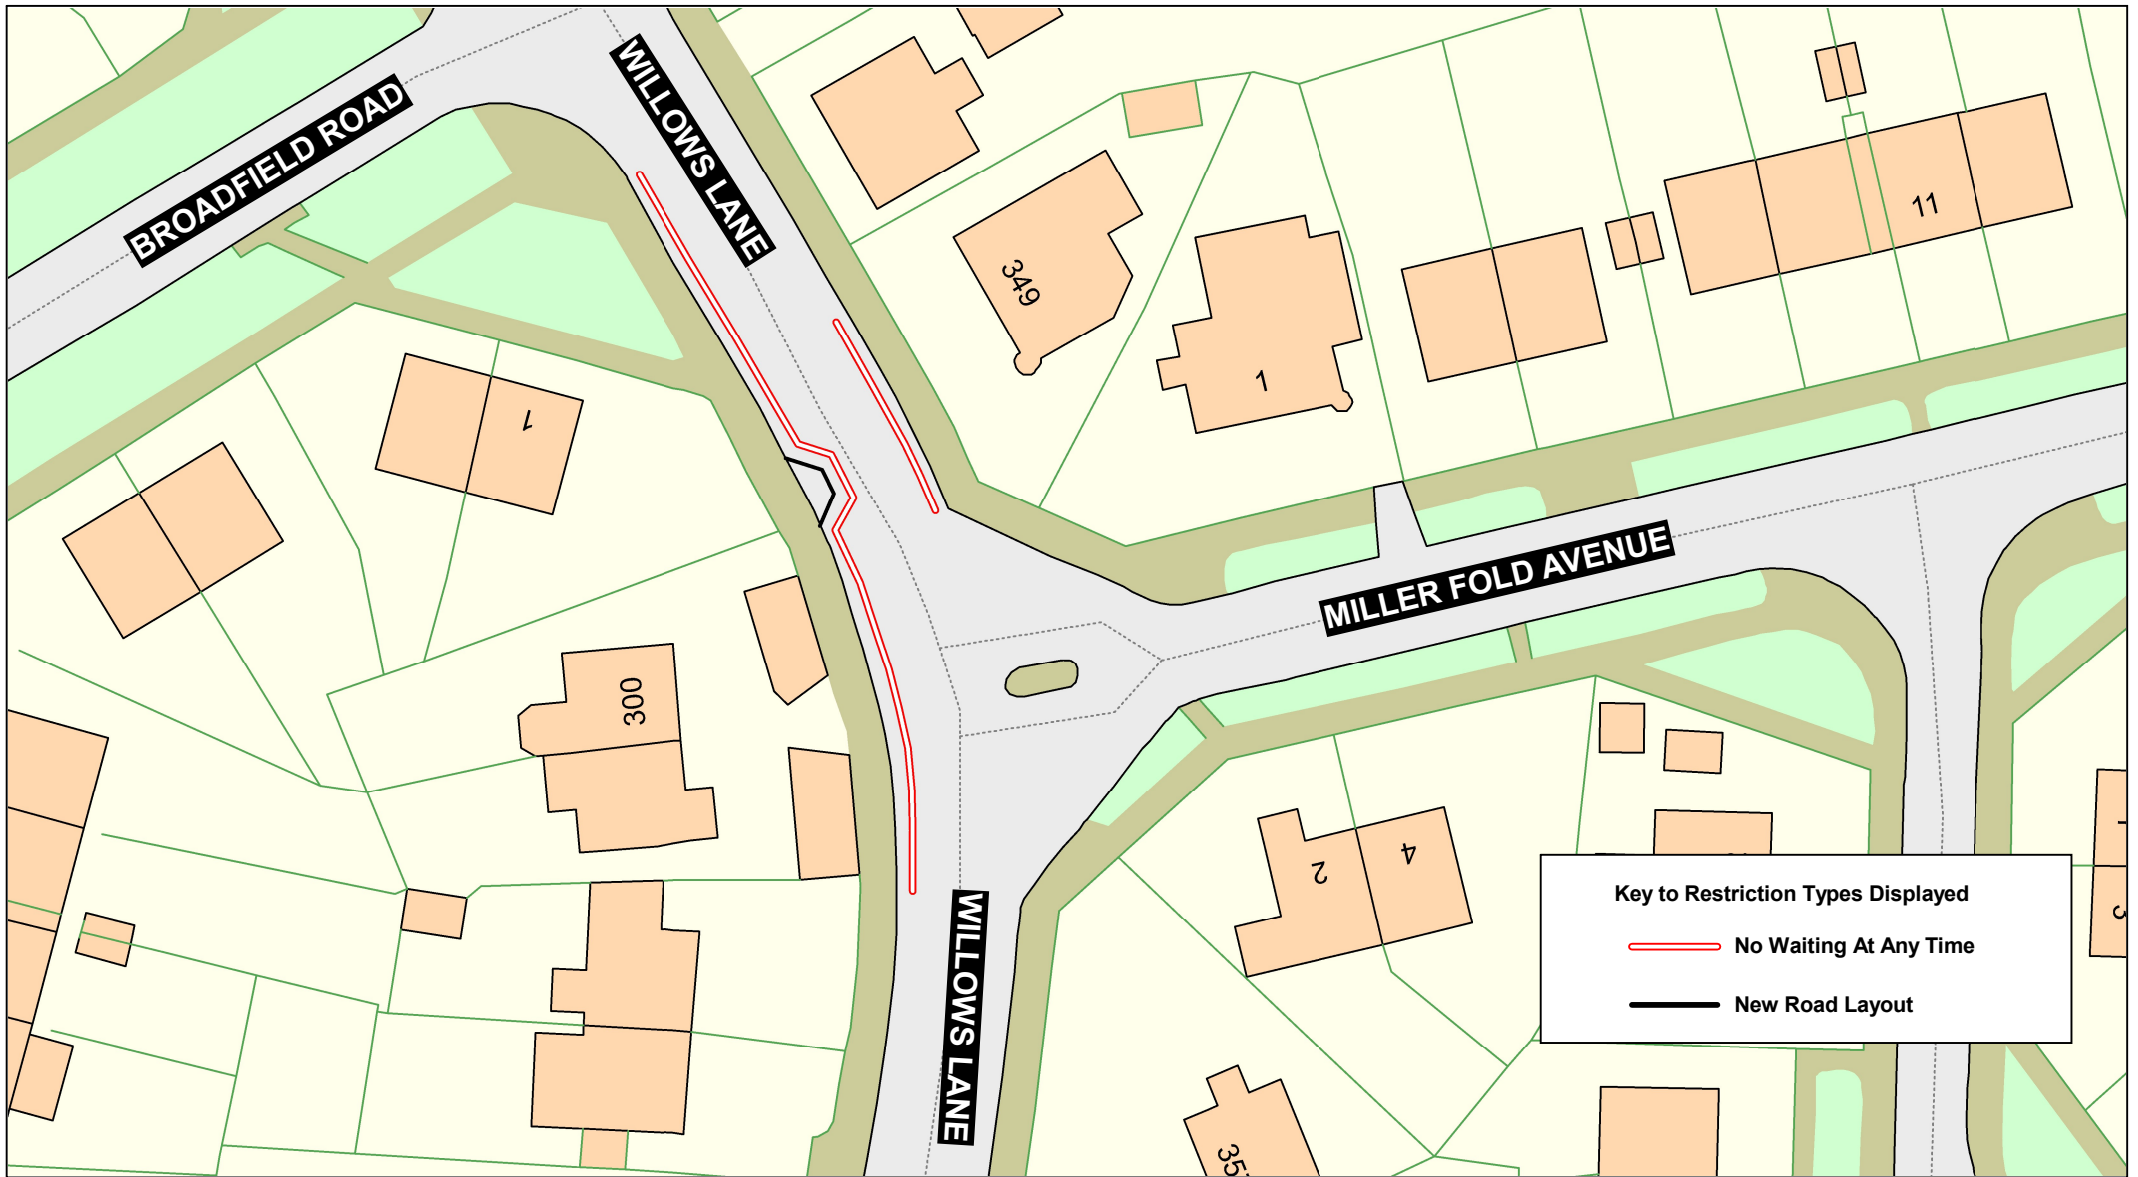 BROADFIELD ROAD
WILLOWS LANE
349
1
11
1
MILLER FOLD AVENUE
300
2
4
WILLOWS LANE
Key to Restriction Types Displayed
No Waiting At Any Time
New Road Layout
3